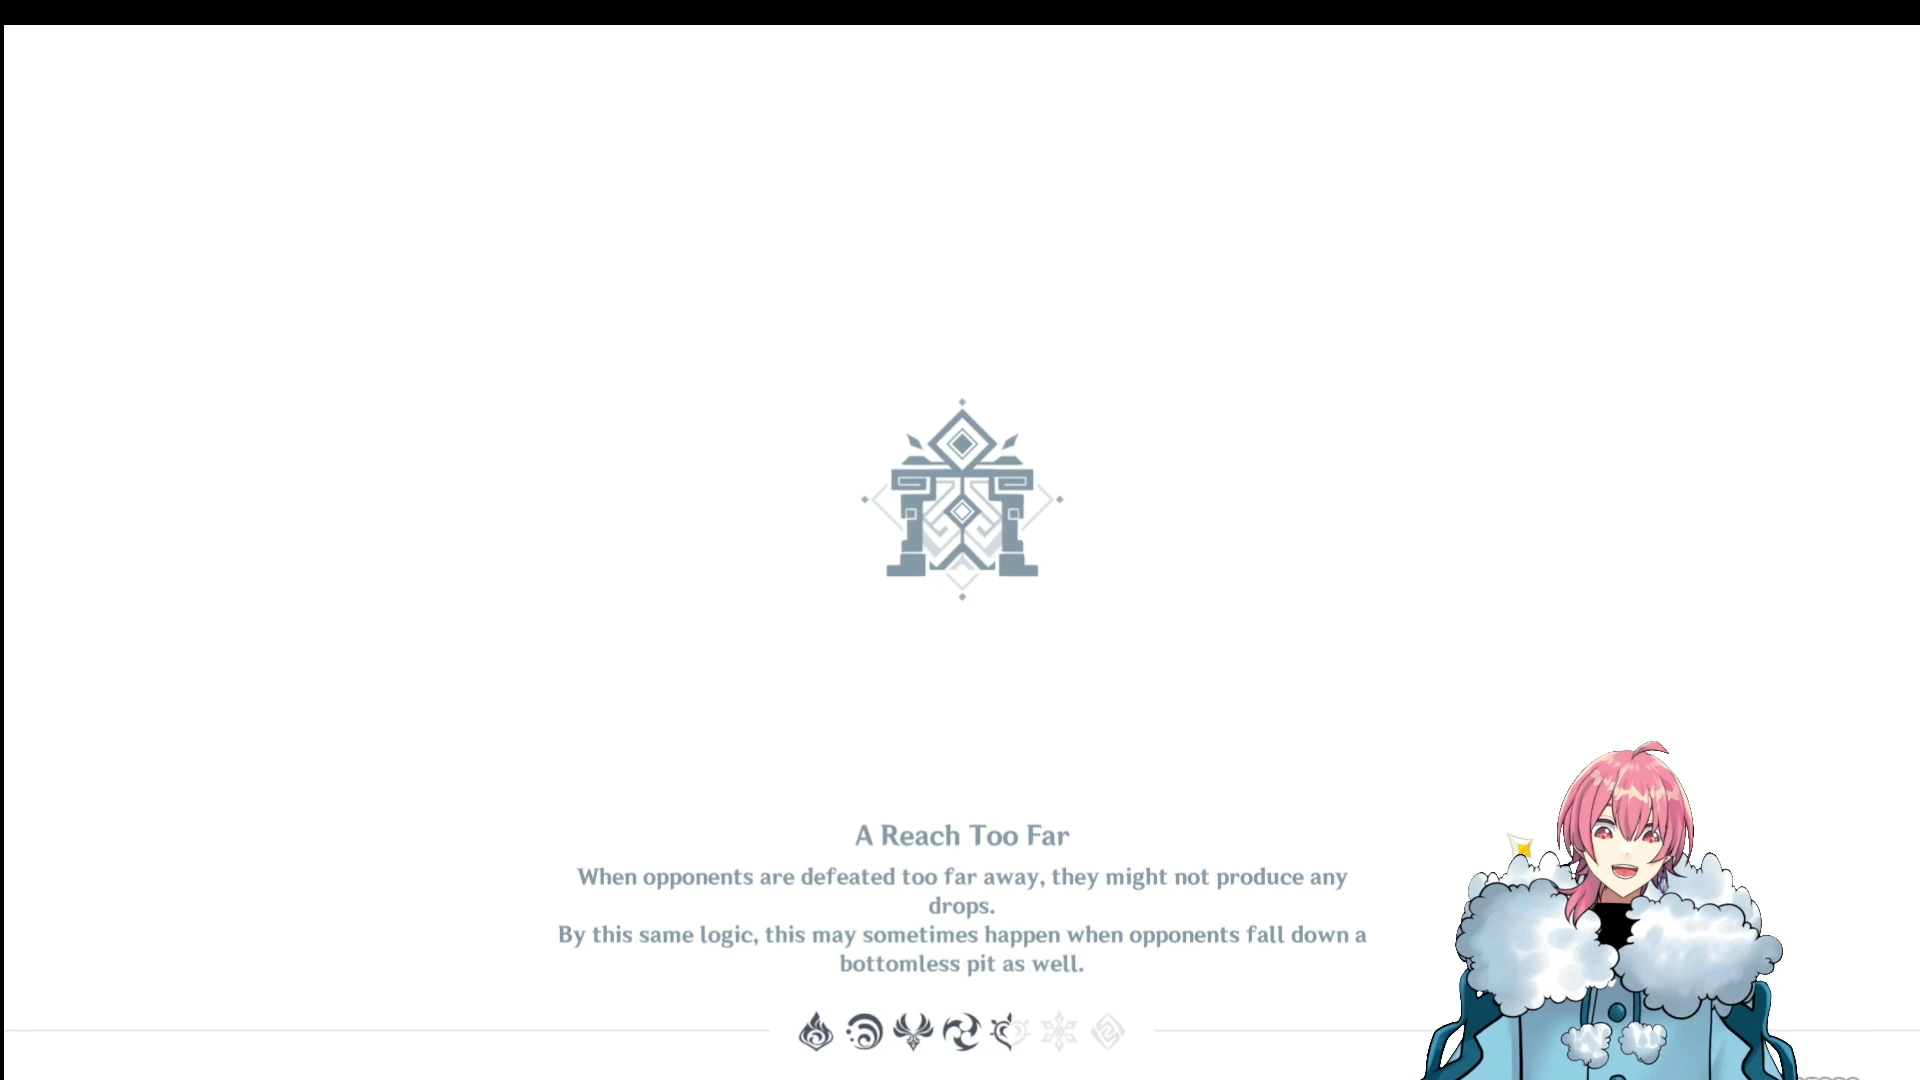 A Reach Too Far
When opponents are defeated too far away, they might not produce any
drops.
By this same logic, this may sometimes happen when opponents fall down a
bottomless pit as well.